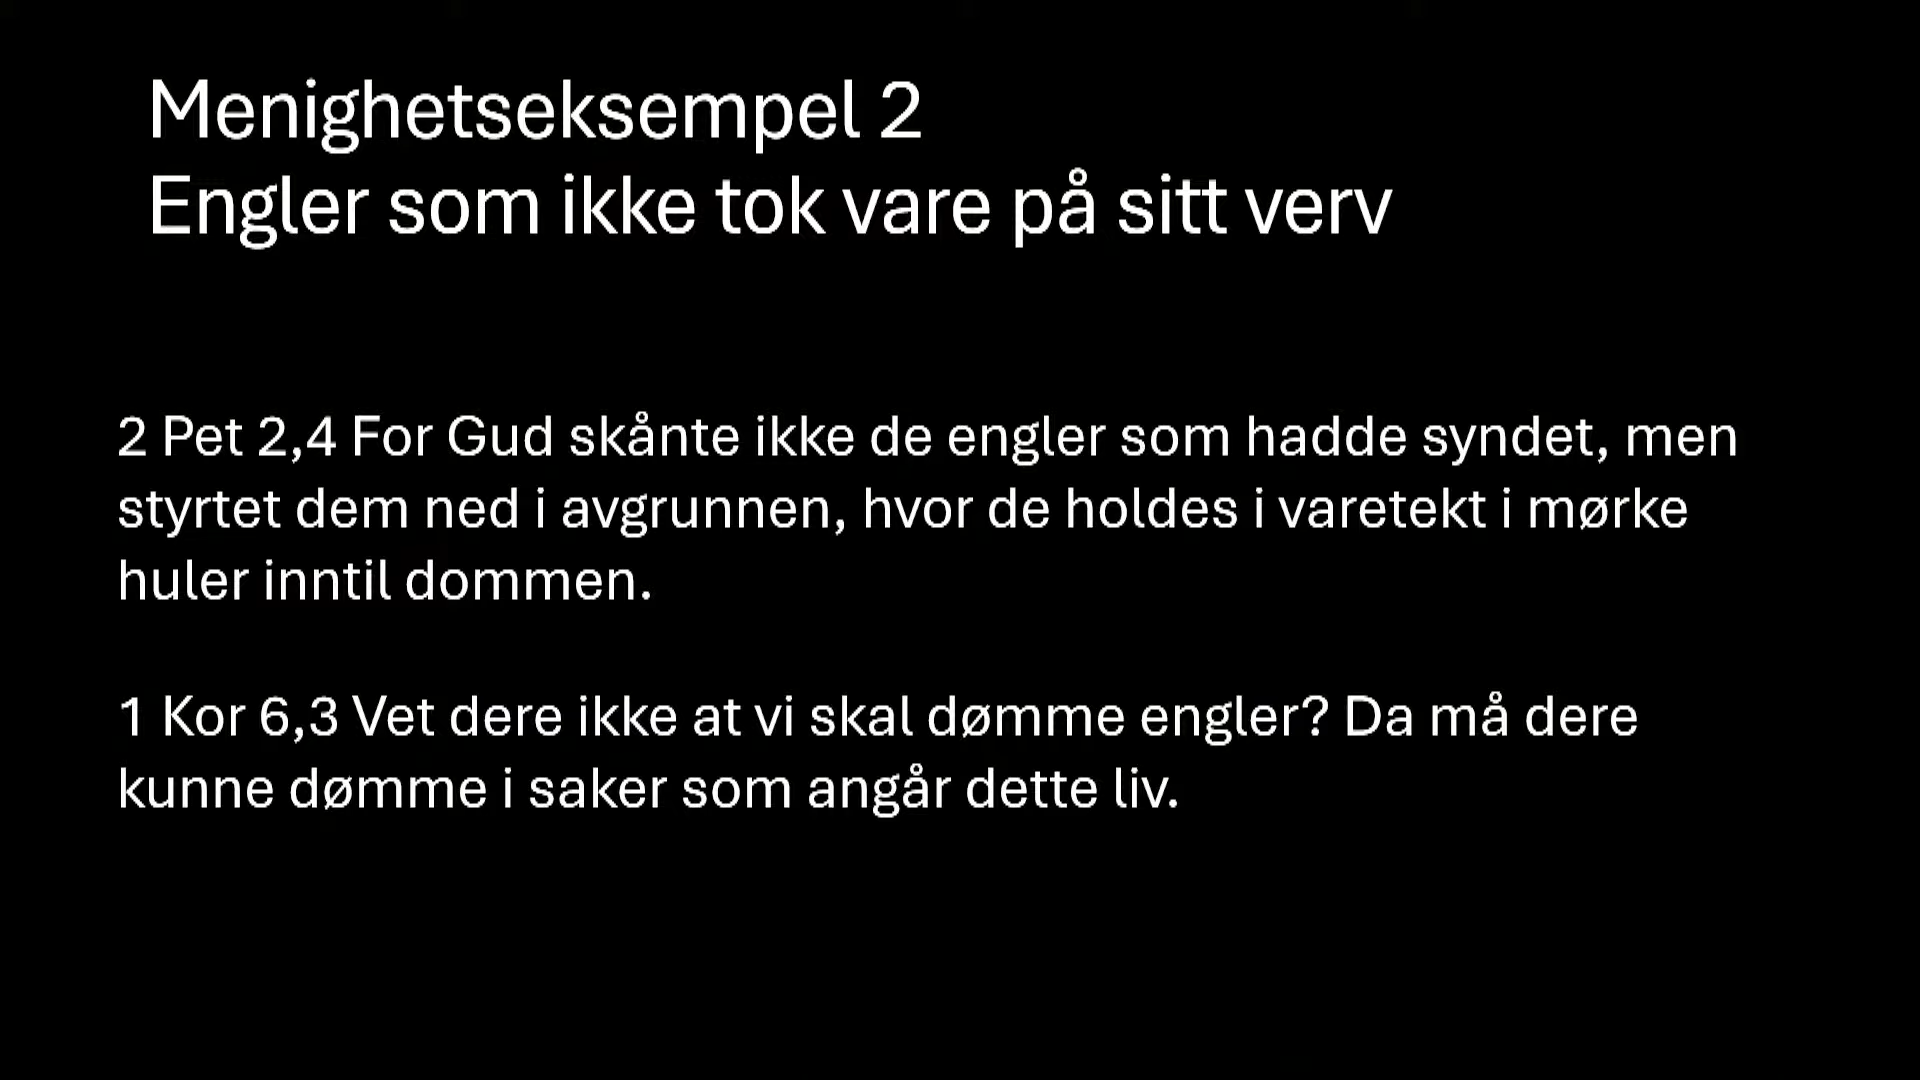 Menighetseksempel 2
Engler som ikke tok vare på sitt verv
2 Pet 2,4 For Gud skånte ikke de engler som hadde syndet, men
styrtet dem ned i avgrunnen, hvor de holdes i varetekt i mørke
huler inntil dommen.
1 Kor 6,3 Vet dere ikke at vi skal dømme engler? Da må dere
kunne dømme i saker som angår dette liv.